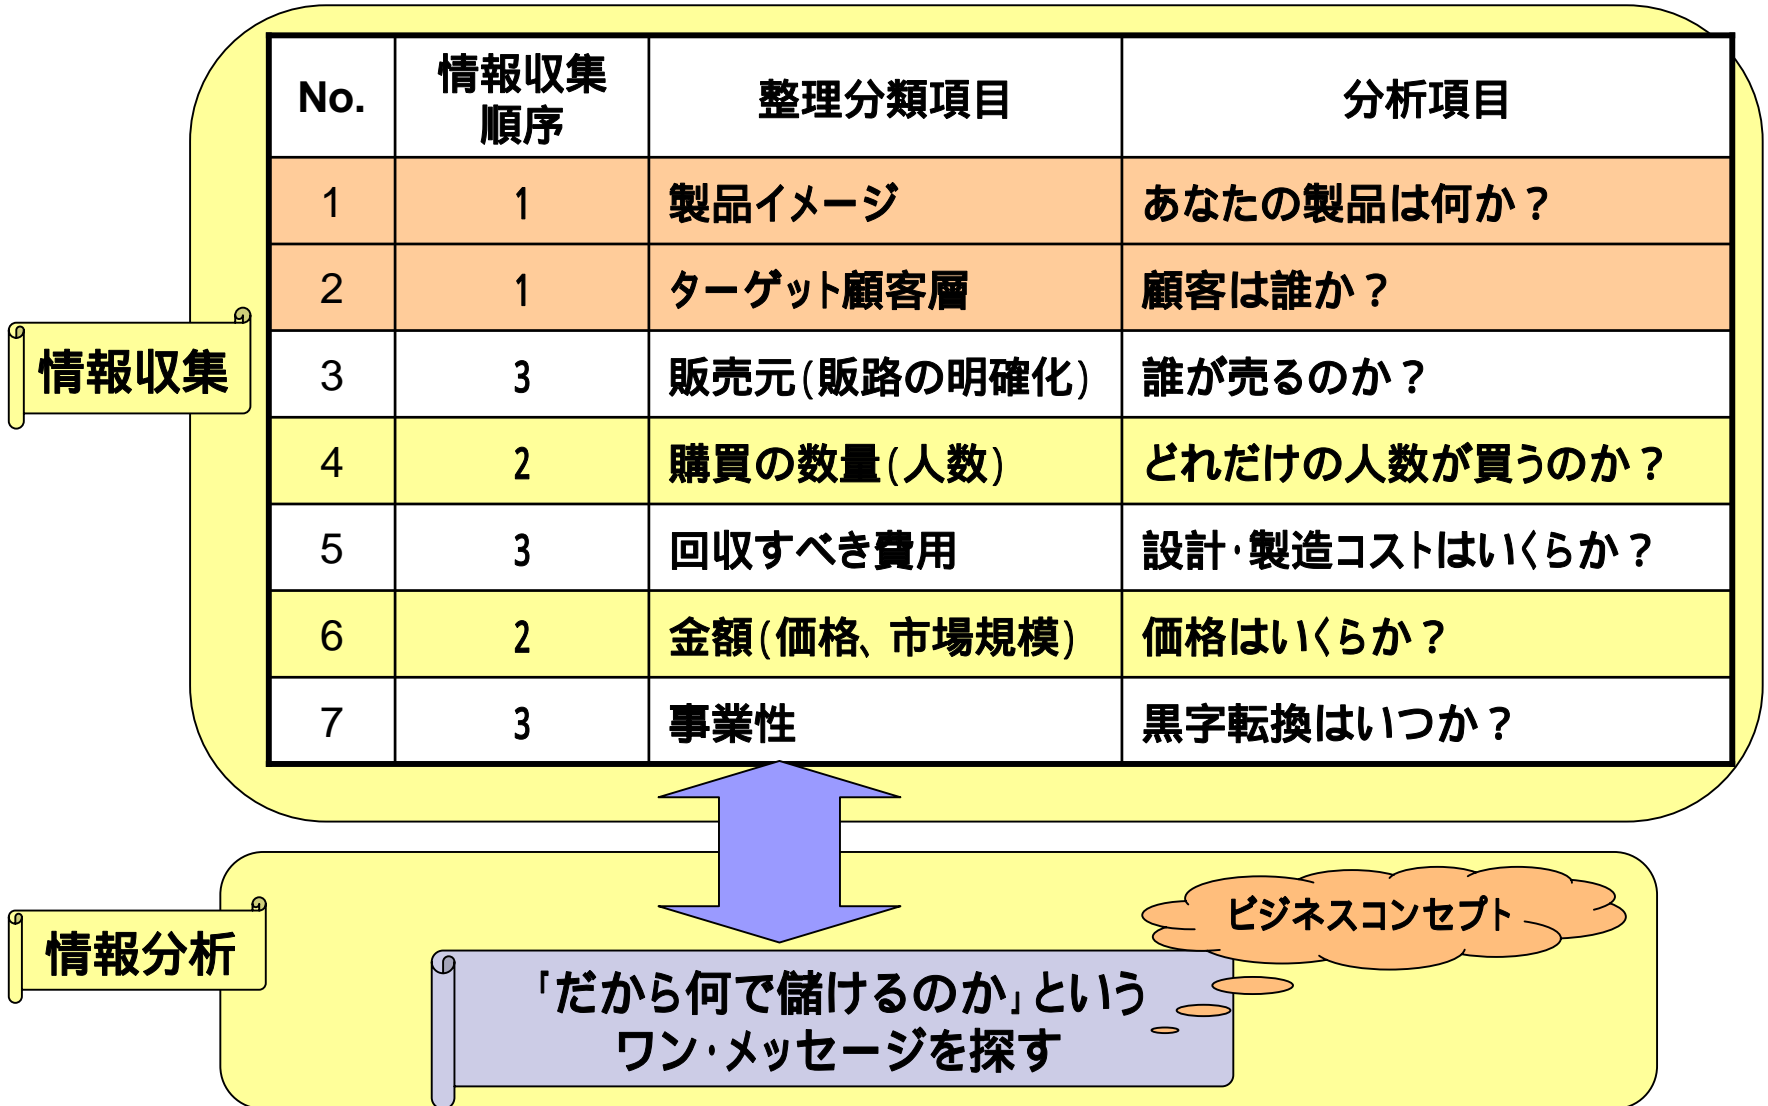 No. 情報収集順序 整理分類項目 分析項目
1 1 製品イメージ あなたの製品は何か？
2 1 ターゲット顧客層 顧客は誰か？
3 3 販売元(販路の明確化) 誰が売るのか？
4 2 購買の数量(人数) どれだけの人数が買うのか？
5 3 回収すべき費用 設計・製造コストはいくらか？
6 2 金額(価格、市場規模) 価格はいくらか？
7 3 事業性 黒字転換はいつか？
情報収集
情報分析
ビジネスコンセプト
「だから何で儲けるのか」という
ワン・メッセージを探す